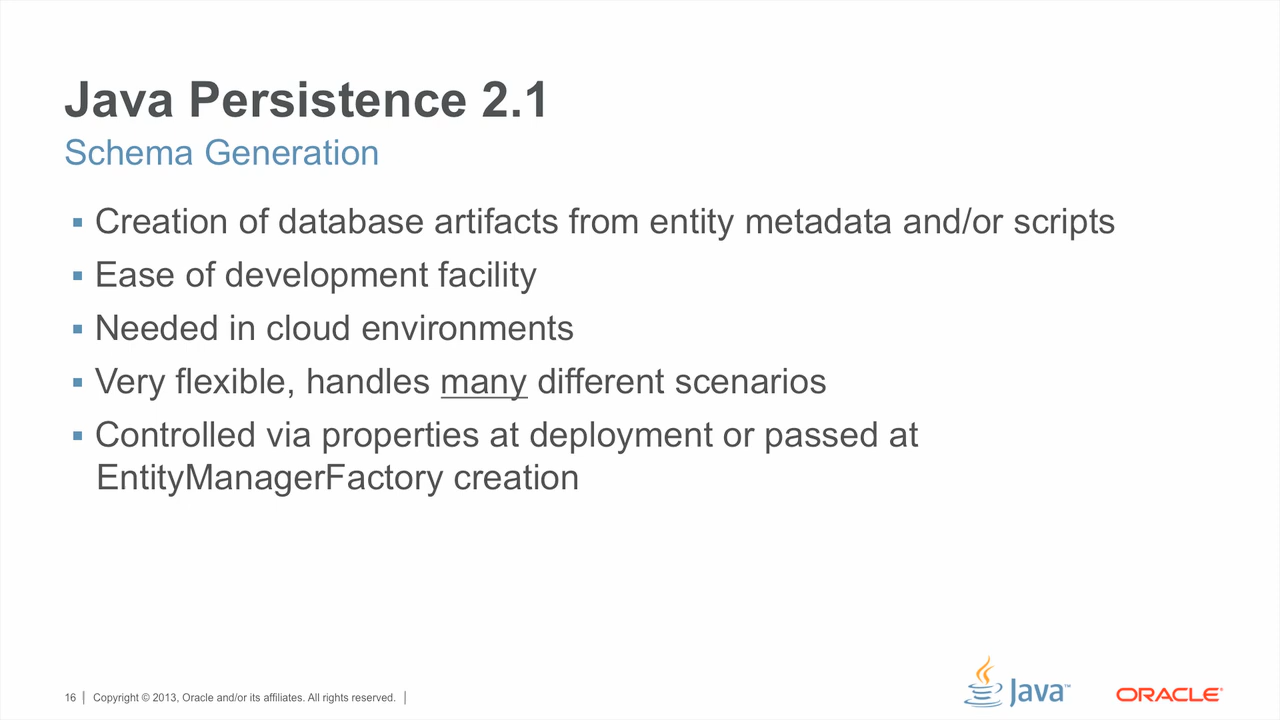 Java Persistence 2.1
Schema Generation
▪ Creation of database artifacts from entity metadata and/or scripts
▪ Ease of development facility
▪ Needed in cloud environments
▪ Very flexible, handles many different scenarios
▪ Controlled via properties at deployment or passed at
EntityManagerFactory creation
16 | Copyright © 2013, Oracle and/or its affiliates. All rights reserved. |
Java™
ORACLE®